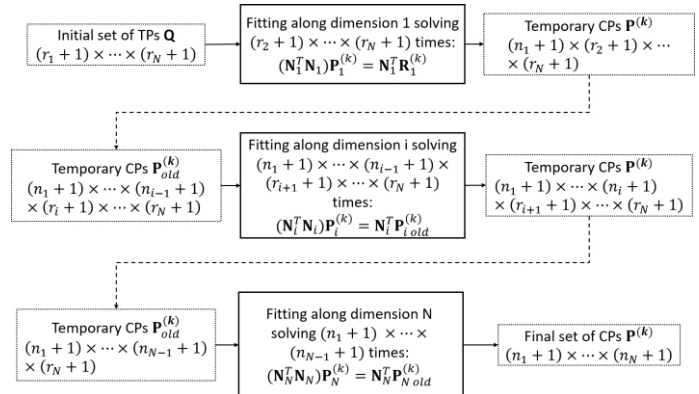 Initial set of TPs Q
(r₁ + 1) × ⋯ × (r_N + 1)
Fitting along dimension 1 solving
(r₂ + 1) × ⋯ × (r_N + 1) times:
(N₁ᵀN₁)P₁⁽ᵏ⁾ = N₁ᵀR₁⁽ᵏ⁾
Temporary CPs P⁽ᵏ⁾
(n₁ + 1) × (r₂ + 1) × ⋯
× (r_N + 1)
Temporary CPs P_old⁽ᵏ⁾
(n₁ + 1) × ⋯ × (n_{i−1} + 1)
× (r_i + 1) × ⋯ × (r_N + 1)
Fitting along dimension i solving
(n₁ + 1) × ⋯ × (n_{i−1} + 1) ×
(r_{i+1} + 1) × ⋯ × (r_N + 1)
times:
(N_iᵀN_i)P_i⁽ᵏ⁾ = N_iᵀP_{i old}⁽ᵏ⁾
Temporary CPs P⁽ᵏ⁾
(n₁ + 1) × ⋯ × (n_i + 1)
× (r_{i+1} + 1) × ⋯ × (r_N + 1)
Temporary CPs P_old⁽ᵏ⁾
(n₁ + 1) × ⋯ × (n_{N−1} + 1)
× (r_N + 1)
Fitting along dimension N
solving (n₁ + 1) × ⋯ ×
(n_{N−1} + 1) times:
(N_NᵀN_N)P_N⁽ᵏ⁾ = N_NᵀP_{N old}⁽ᵏ⁾
Final set of CPs P⁽ᵏ⁾
(n₁ + 1) × ⋯ × (n_N + 1)